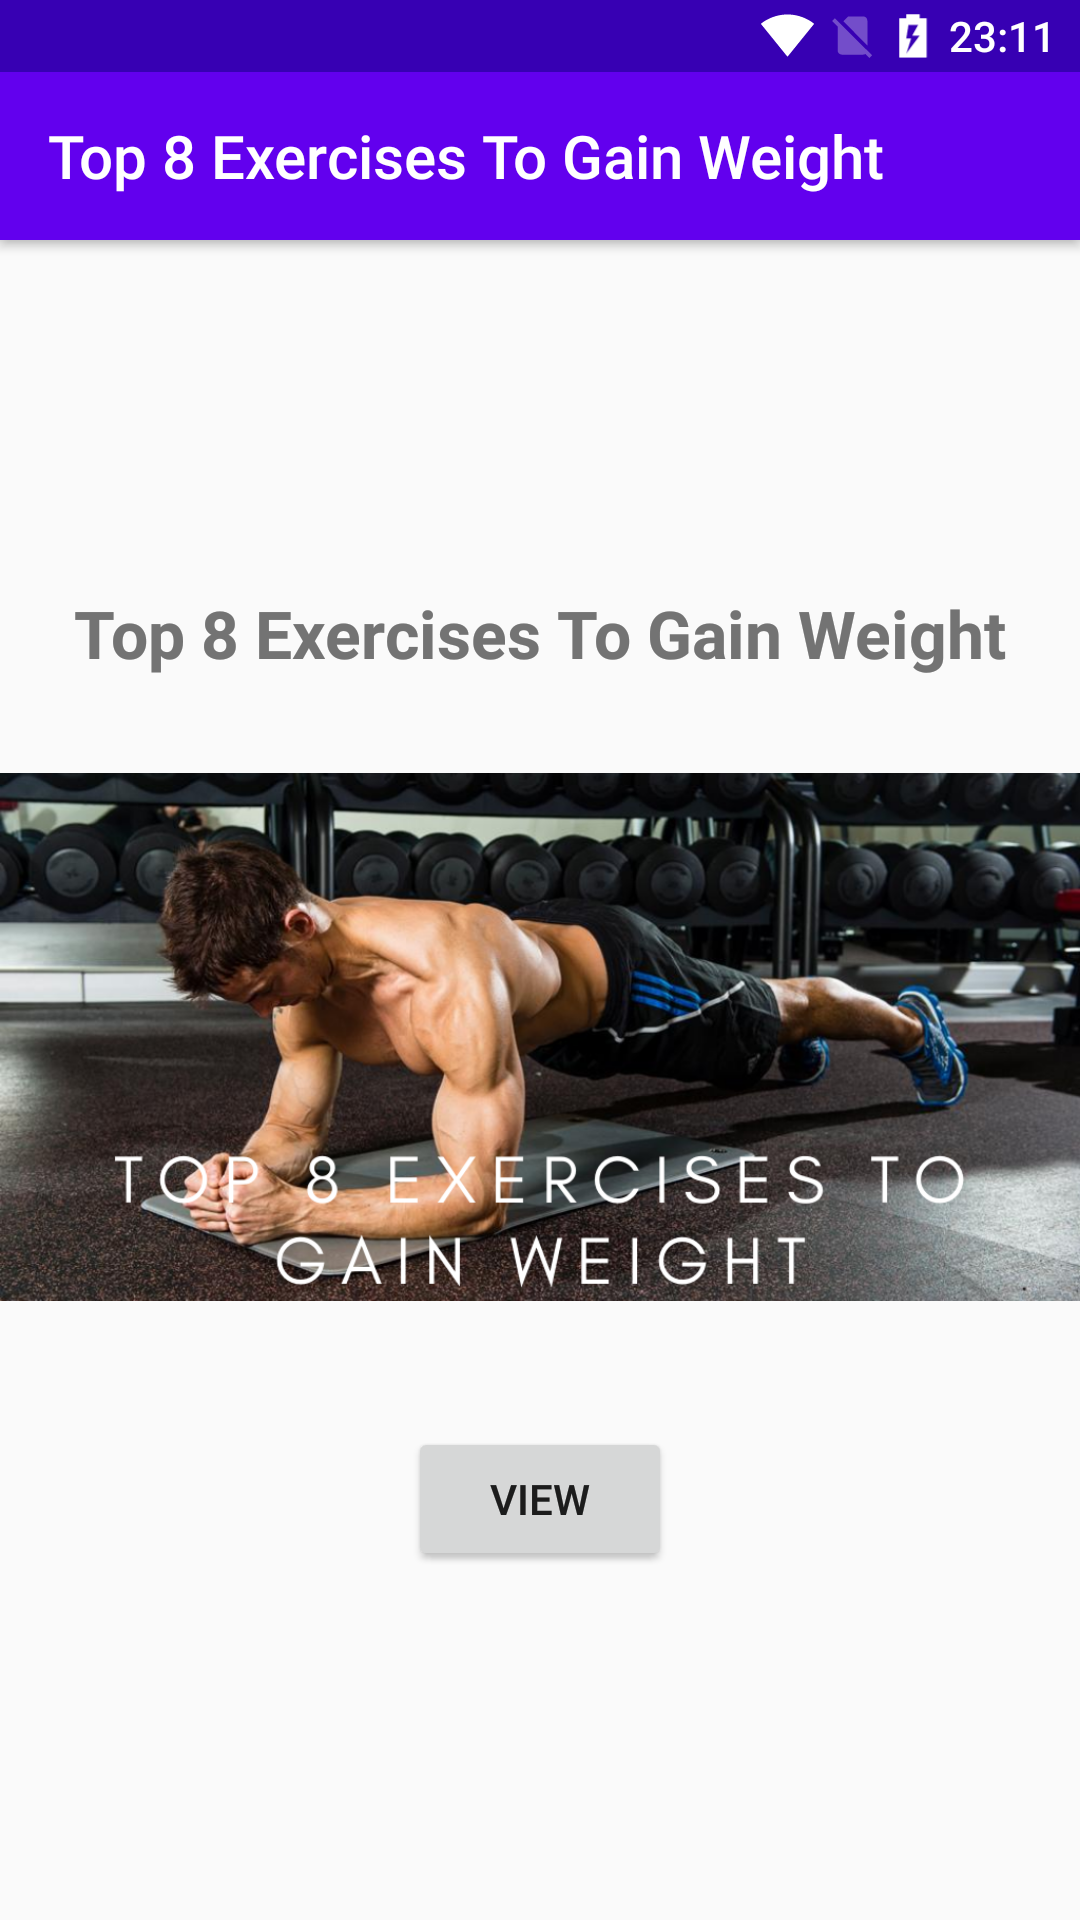 23:11
Top 8 Exercises To Gain Weight
Top 8 Exercises To Gain Weight
TOP 8 EXERCISES TO
GAIN WEIGHT
VIEW